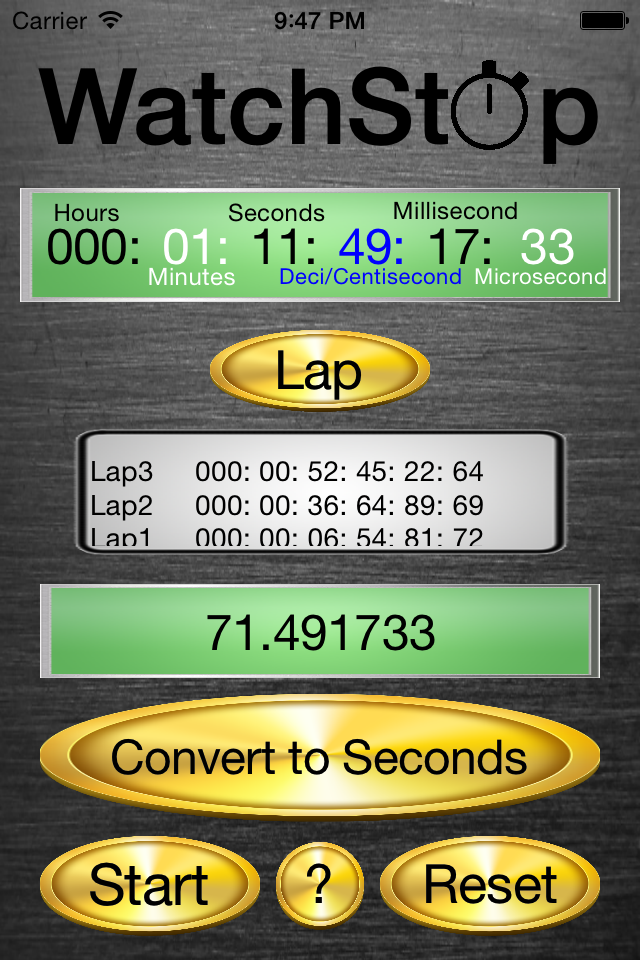 Carrier 9:47 PM
WatchStop
Hours Seconds Millisecond
000: 01: 11: 49: 17: 33
Minutes Deci/Centisecond Microsecond
Lap
Lap3 000: 00: 52: 45: 22: 64
Lap2 000: 00: 36: 64: 89: 69
Lap1 000: 00: 06: 54: 81: 72
71.491733
Convert to Seconds
Start ? Reset